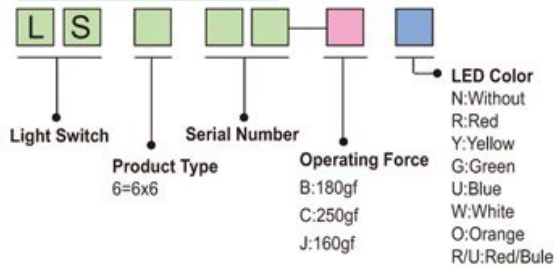 L S
LED Color
N:Without
R:Red
Y:Yellow
G:Green
U:Blue
W:White
O:Orange
R/U:Red/Bule
Light Switch
Serial Number
Product Type
6=6x6
Operating Force
B:180gf
C:250gf
J:160gf